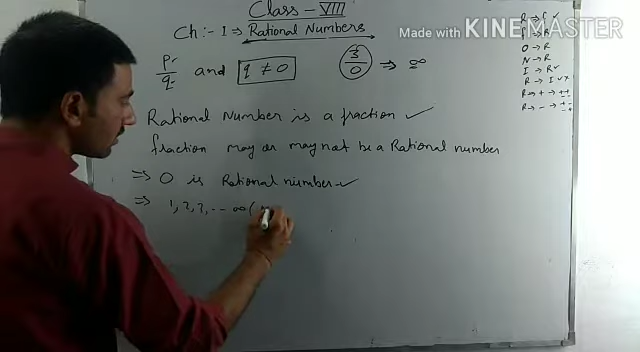 Class - VIII
Ch :- 1 ⇒ Rational Numbers
p/q and q ≠ 0 3/0 ⇒ ∞
Rational Number is a fraction ✓
fraction may or may not be a Rational number
⇒ 0 is Rational number ✓
⇒ 1, 2, 3, -- ∞ (
Made with KINEMASTER
O → R
N → R
I → R ✓
R → I ✓ ×
R → + → ++
R → - → +-